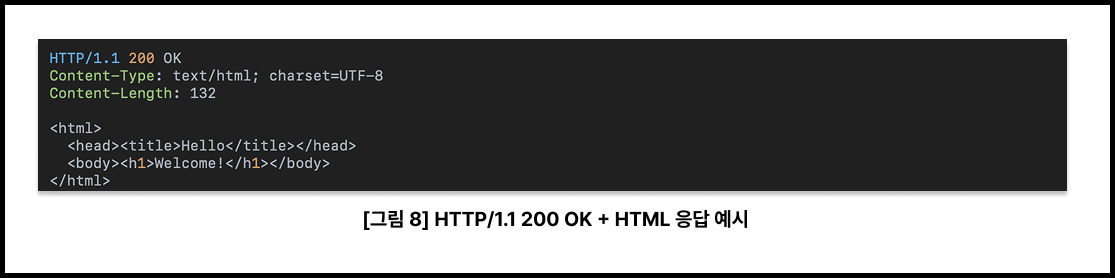 HTTP/1.1 200 OK
Content-Type: text/html; charset=UTF-8
Content-Length: 132

<html>
  <head><title>Hello</title></head>
  <body><h1>Welcome!</h1></body>
</html>
[그림 8] HTTP/1.1 200 OK + HTML 응답 예시